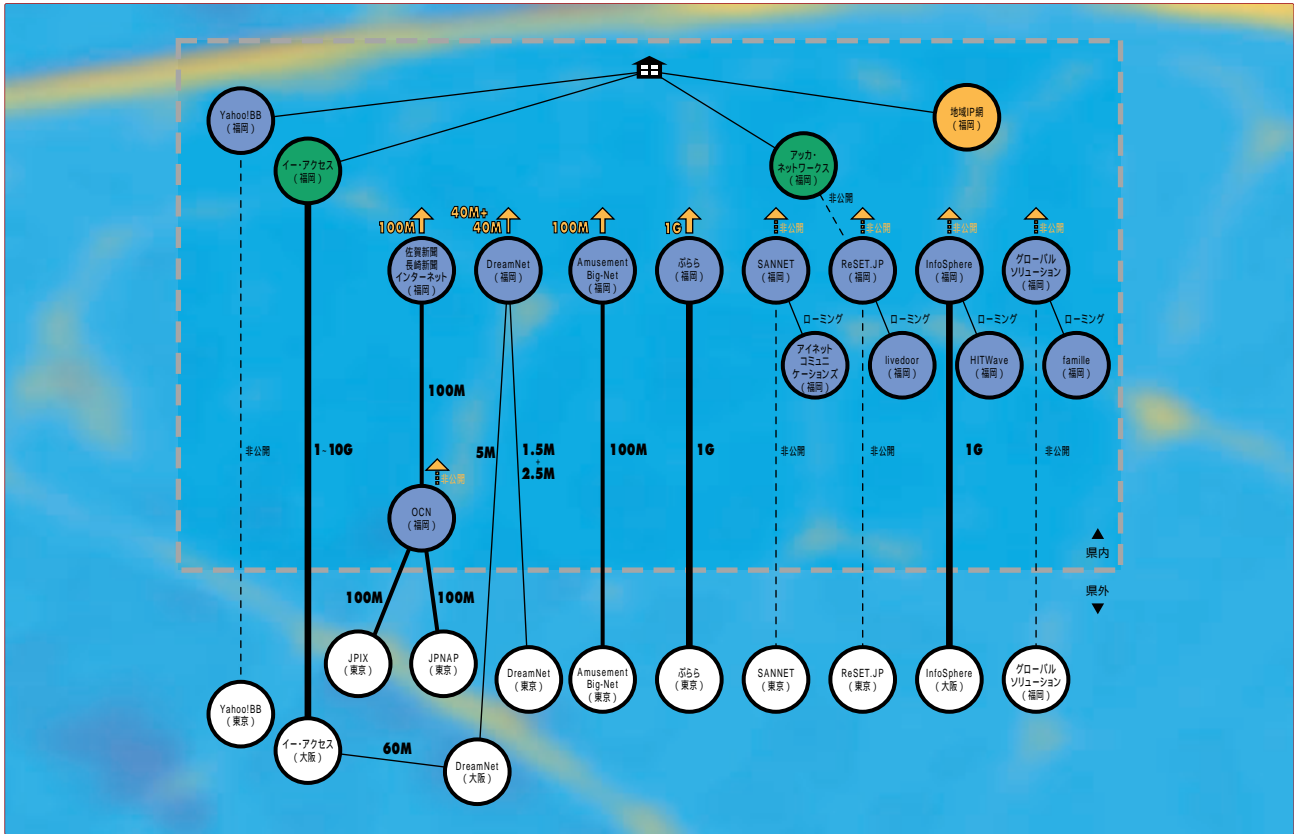 Yahoo!BB
(福岡)
地域IP網
(福岡)
イー・アクセス
(福岡)
アッカ・
ネットワークス
(福岡)
非公開
100M
40M+
40M
100M
1G
非公開
非公開
非公開
非公開
佐賀新聞
長崎新聞
インターネット
(福岡)
DreamNet
(福岡)
Amusement
Big-Net
(福岡)
ぷらら
(福岡)
SANNET
(福岡)
ReSET.JP
(福岡)
InfoSphere
(福岡)
グローバル
ソリューション
(福岡)
ローミング
ローミング
ローミング
ローミング
アイネット
コミュニ
ケーションズ
(福岡)
livedoor
(福岡)
HITWave
(福岡)
famille
(福岡)
100M
非公開
1~10G
5M
1.5M
+
2.5M
100M
1G
非公開
非公開
1G
非公開
非公開
OCN
(福岡)
▲
県内
県外
▼
100M
100M
JPIX
(東京)
JPNAP
(東京)
DreamNet
(東京)
Amusement
Big-Net
(東京)
ぷらら
(東京)
SANNET
(東京)
ReSET.JP
(東京)
InfoSphere
(大阪)
グローバル
ソリューション
(福岡)
Yahoo!BB
(東京)
イー・アクセス
(大阪)
60M
DreamNet
(大阪)